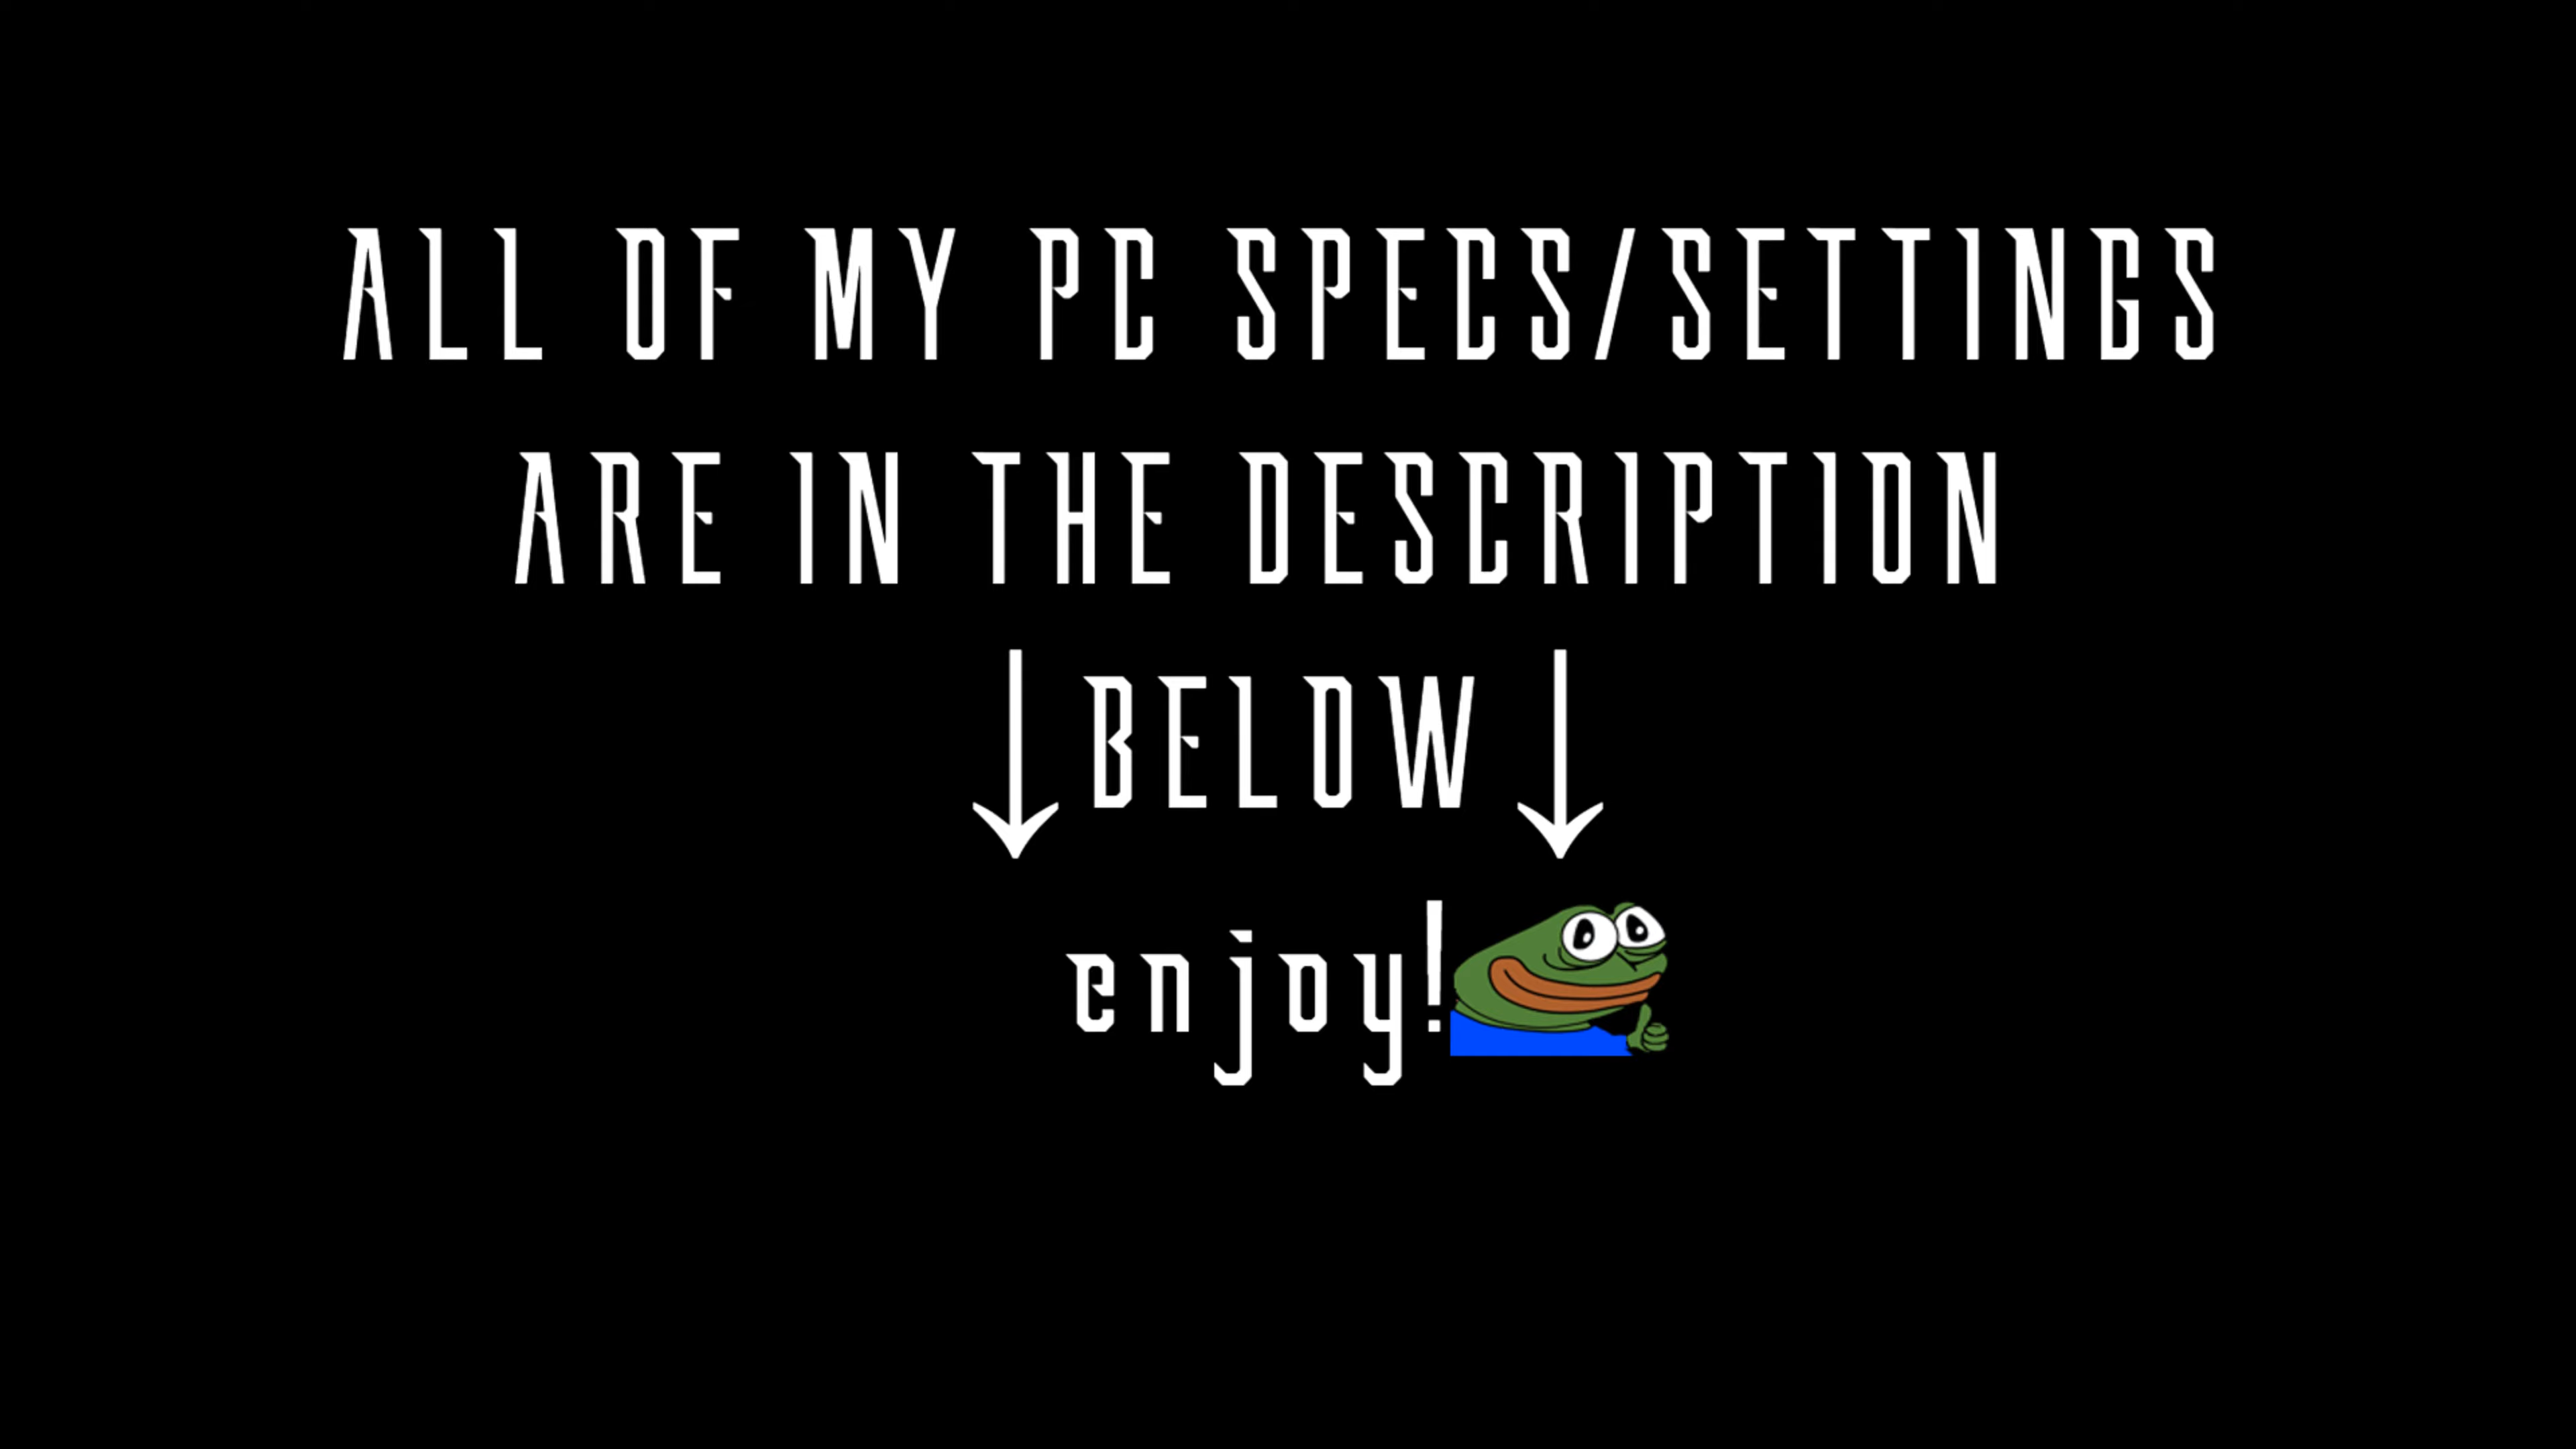 ALL OF MY PC SPECS/SETTINGS
ARE IN THE DESCRIPTION
↓BELOW↓
enjoy!